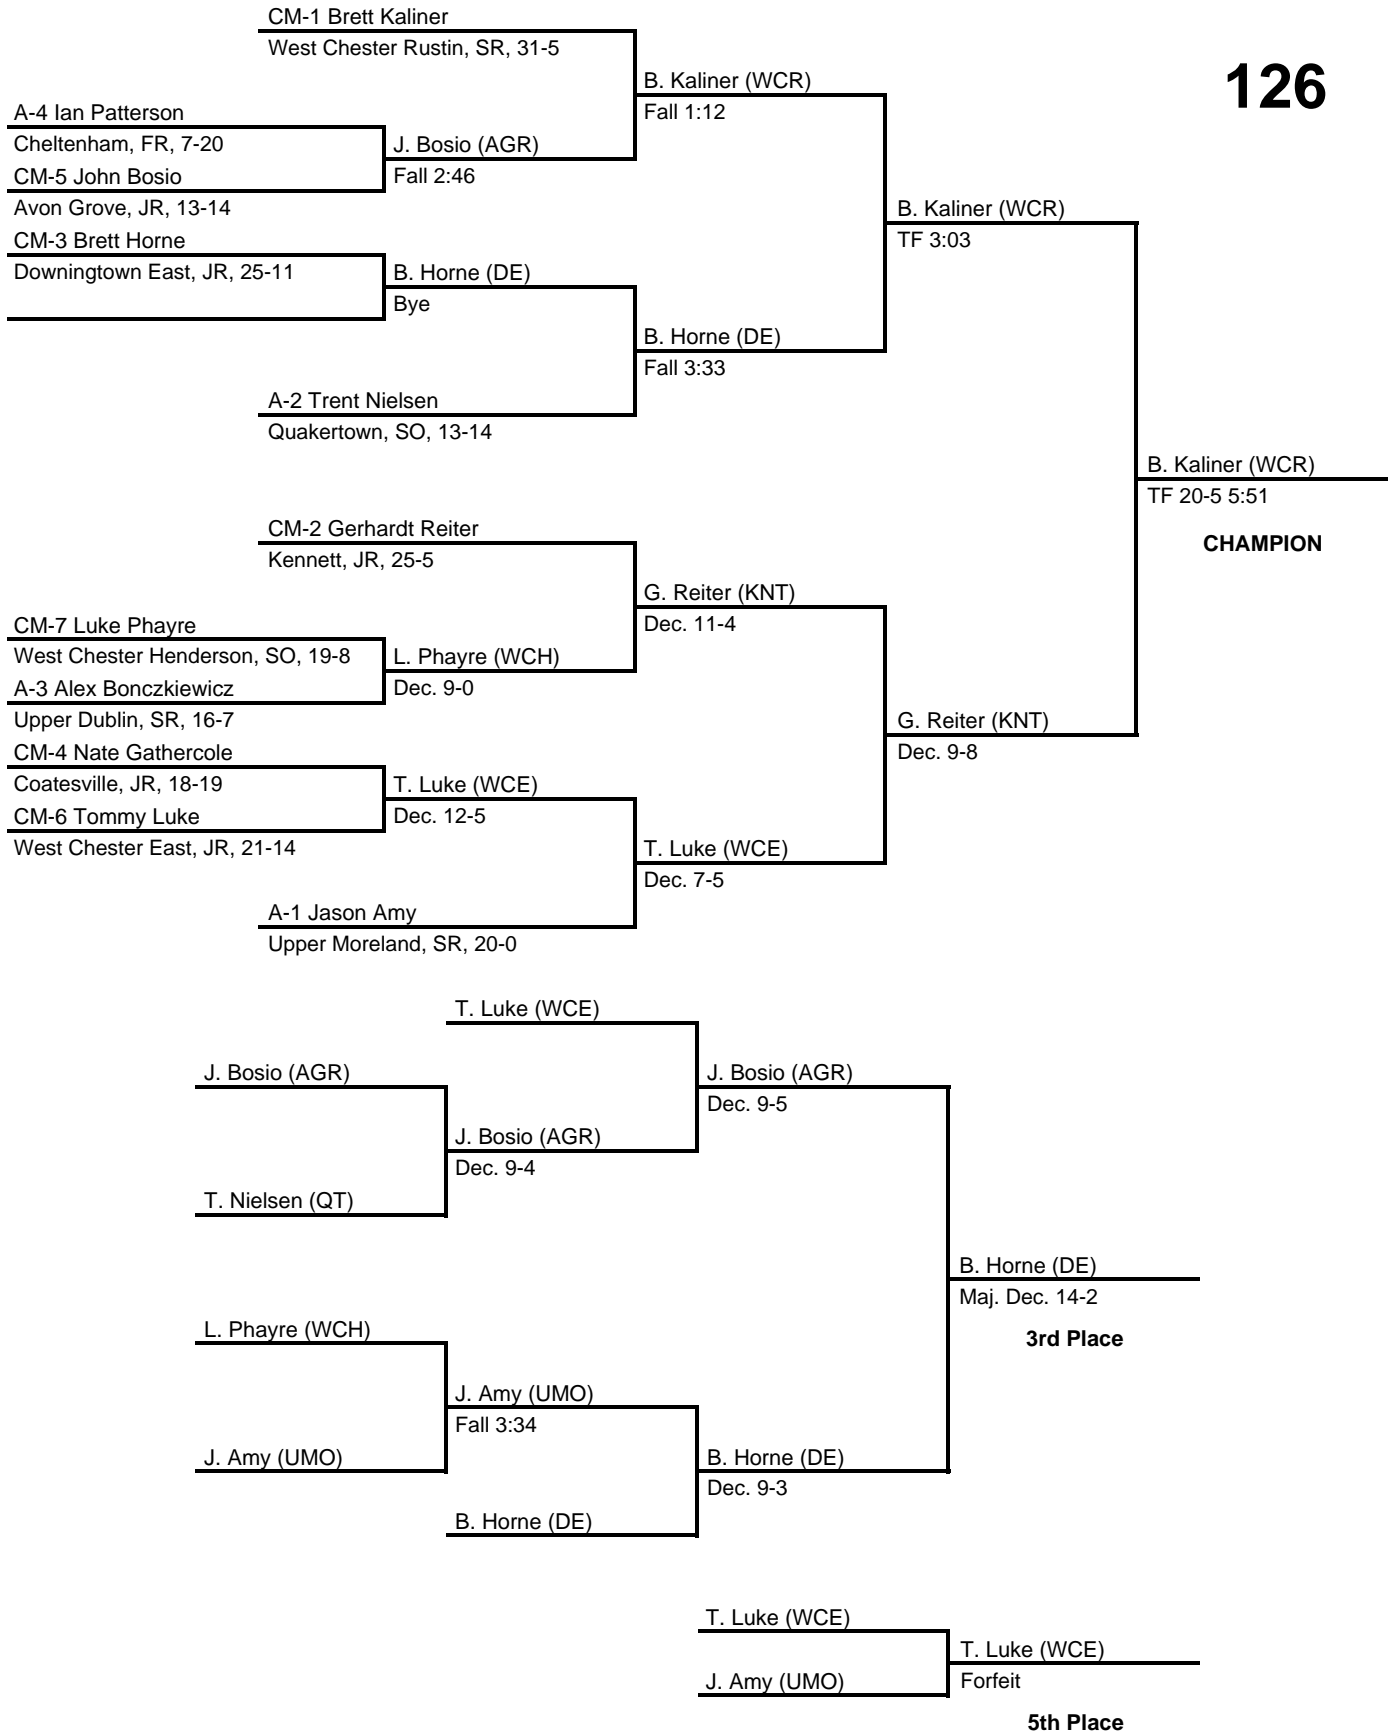 CM-1 Brett Kaliner
West Chester Rustin, SR, 31-5
126
B. Kaliner (WCR)
Fall 1:12
A-4 Ian Patterson
Cheltenham, FR, 7-20
J. Bosio (AGR)
Fall 2:46
CM-5 John Bosio
Avon Grove, JR, 13-14
B. Kaliner (WCR)
TF 3:03
CM-3 Brett Horne
Downingtown East, JR, 25-11
B. Horne (DE)
Bye
B. Horne (DE)
Fall 3:33
A-2 Trent Nielsen
Quakertown, SO, 13-14
B. Kaliner (WCR)
TF 20-5 5:51
CHAMPION
CM-2 Gerhardt Reiter
Kennett, JR, 25-5
G. Reiter (KNT)
Dec. 11-4
CM-7 Luke Phayre
West Chester Henderson, SO, 19-8
L. Phayre (WCH)
Dec. 9-0
A-3 Alex Bonczkiewicz
Upper Dublin, SR, 16-7
G. Reiter (KNT)
Dec. 9-8
CM-4 Nate Gathercole
Coatesville, JR, 18-19
T. Luke (WCE)
Dec. 12-5
CM-6 Tommy Luke
West Chester East, JR, 21-14
T. Luke (WCE)
Dec. 7-5
A-1 Jason Amy
Upper Moreland, SR, 20-0
T. Luke (WCE)
J. Bosio (AGR)
J. Bosio (AGR)
Dec. 9-5
J. Bosio (AGR)
Dec. 9-4
T. Nielsen (QT)
B. Horne (DE)
Maj. Dec. 14-2
3rd Place
L. Phayre (WCH)
J. Amy (UMO)
Fall 3:34
J. Amy (UMO)
B. Horne (DE)
Dec. 9-3
B. Horne (DE)
T. Luke (WCE)
T. Luke (WCE)
Forfeit
J. Amy (UMO)
5th Place